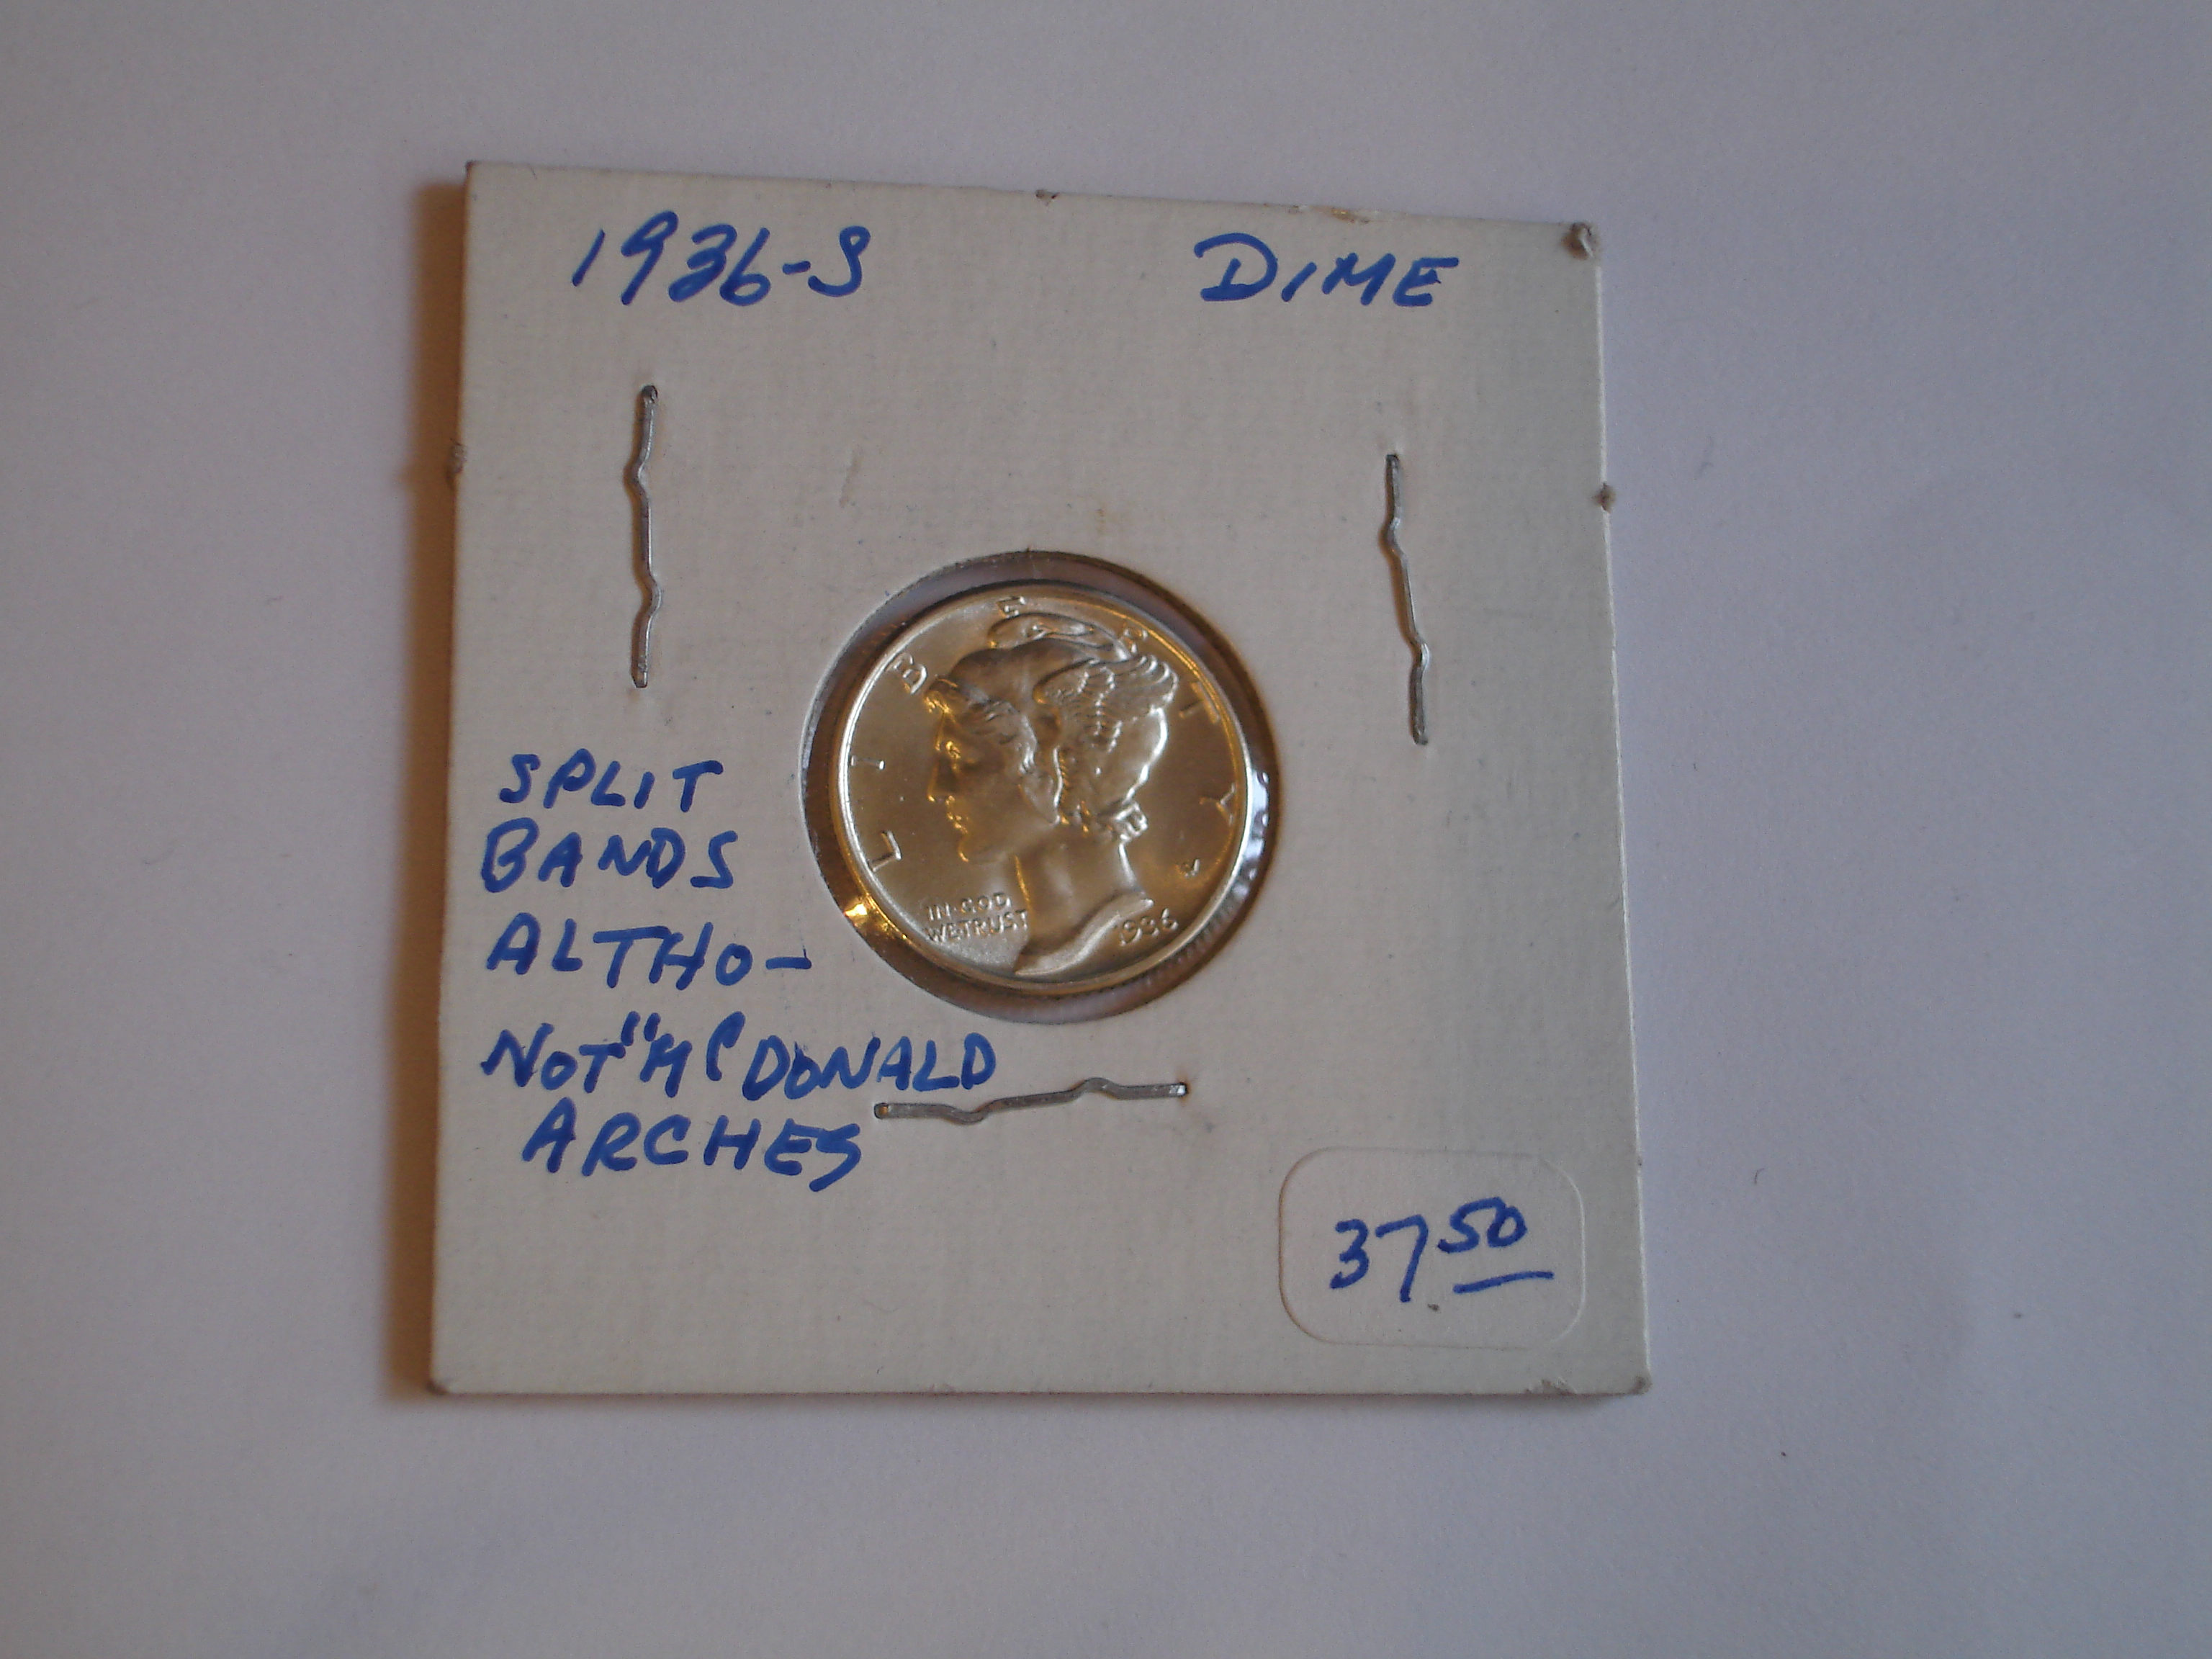 1936-S DIME
SPLIT
BANDS
ALTHO-
NOT "McDONALD
ARCHES
LIBERTY
IN·GOD
WE·TRUST
1936
37 50